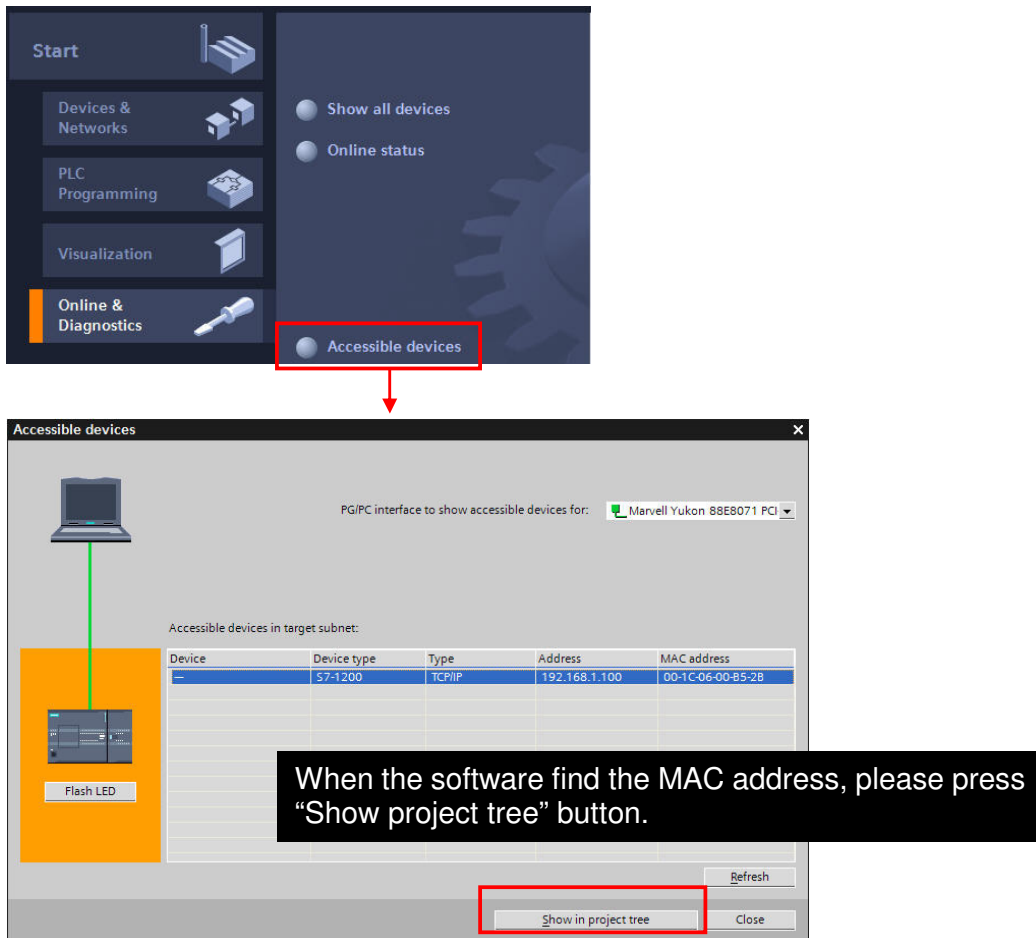 Start
Devices &
Networks
PLC
Programming
Visualization
Online &
Diagnostics
Show all devices
Online status
Accessible devices
Accessible devices
PG/PC interface to show accessible devices for: Marvell Yukon 88E8071 PCI
Accessible devices in target subnet:
Device Device type Type Address MAC address
— S7-1200 TCP/IP 192.168.1.100 00-1C-06-00-B5-2B
Flash LED
When the software find the MAC address, please press
“Show project tree” button.
Refresh
Show in project tree Close